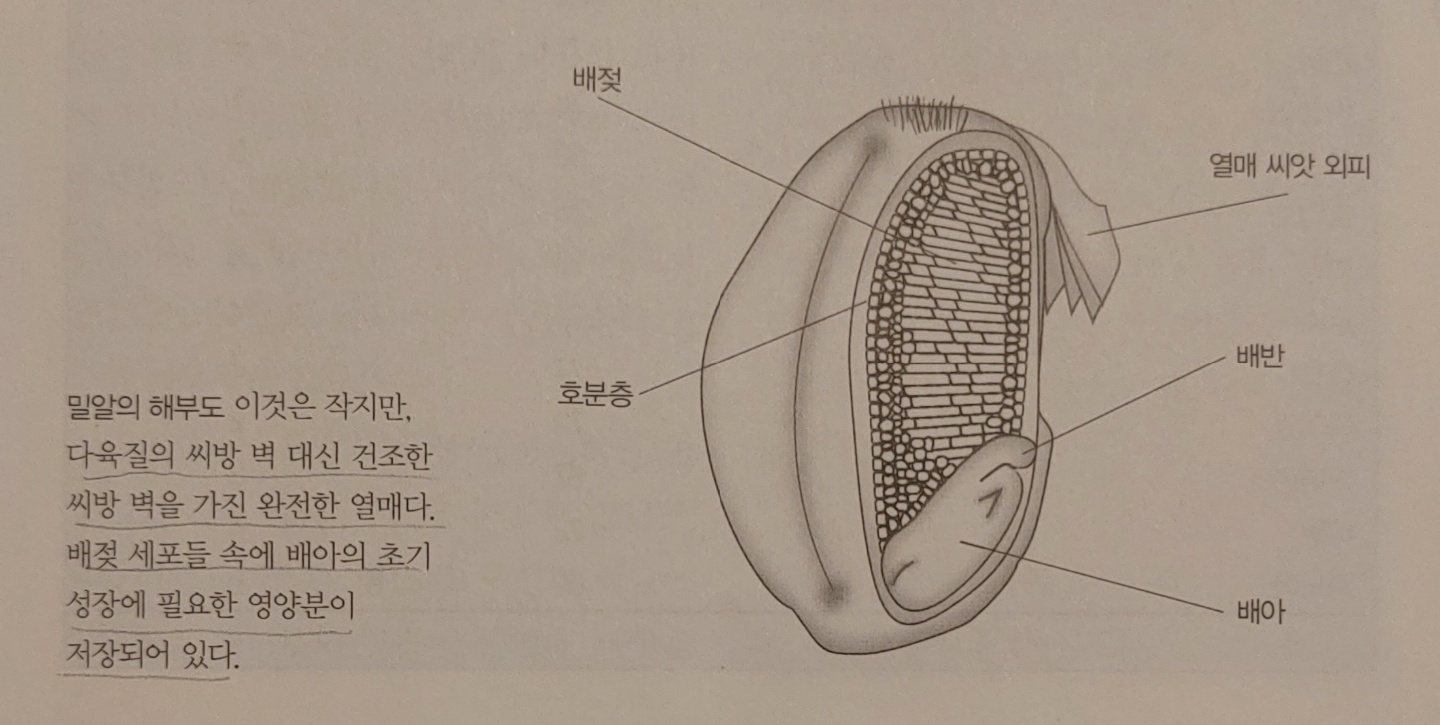 배젖
열매 씨앗 외피
배반
호분층
밀알의 해부도 이것은 작지만,
다육질의 씨방 벽 대신 건조한
씨방 벽을 가진 완전한 열매다.
배젖 세포들 속에 배아의 초기
성장에 필요한 영양분이
저장되어 있다.
배아